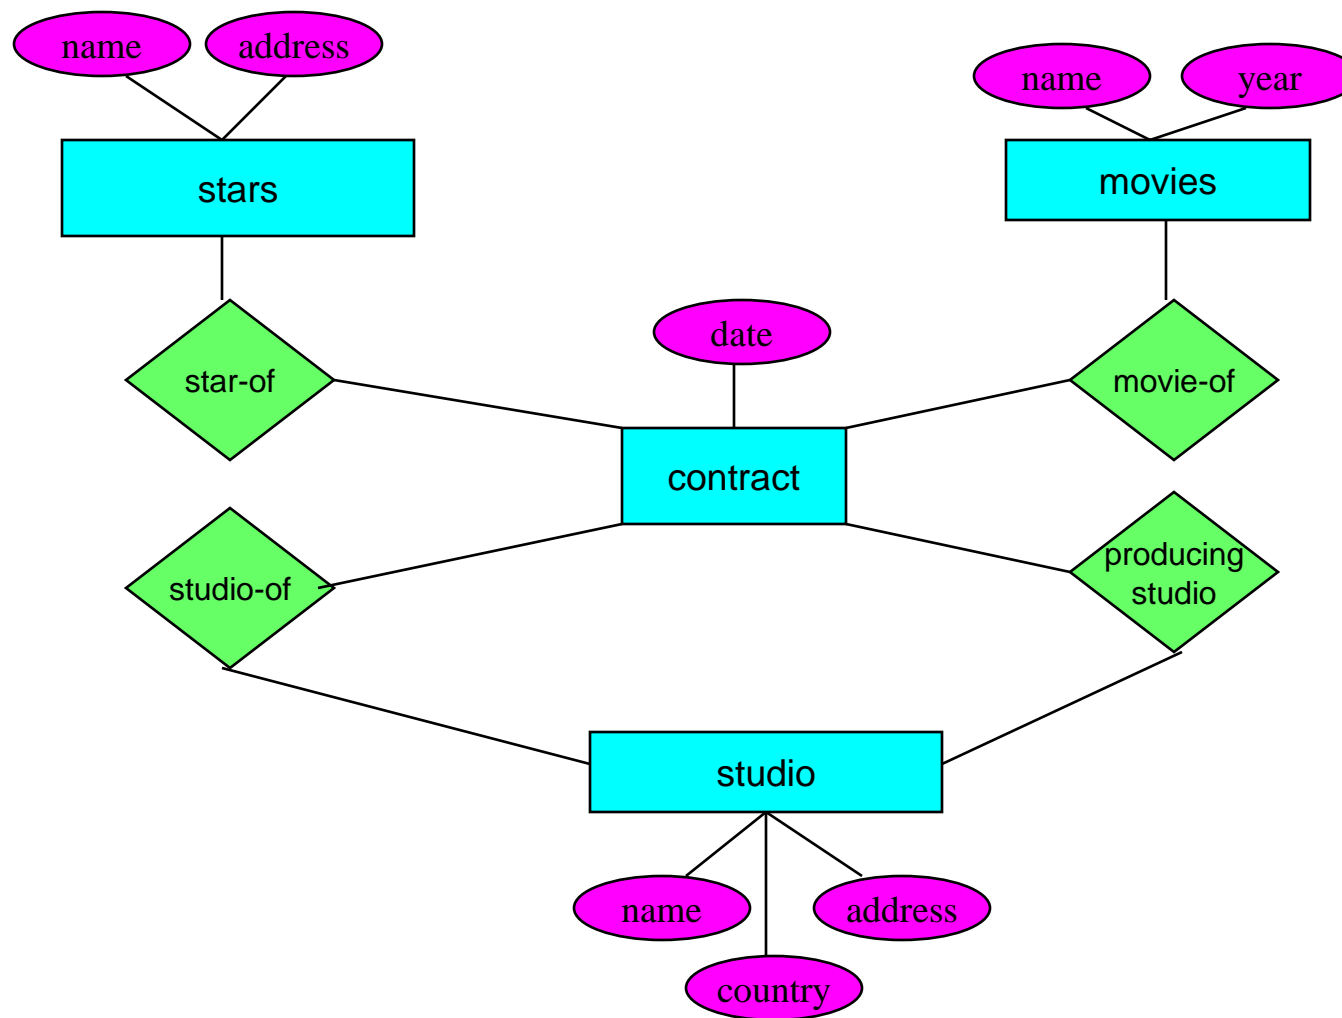 name
address
name
year
stars
movies
date
star-of
movie-of
contract
studio-of
producing
studio
studio
name
address
country